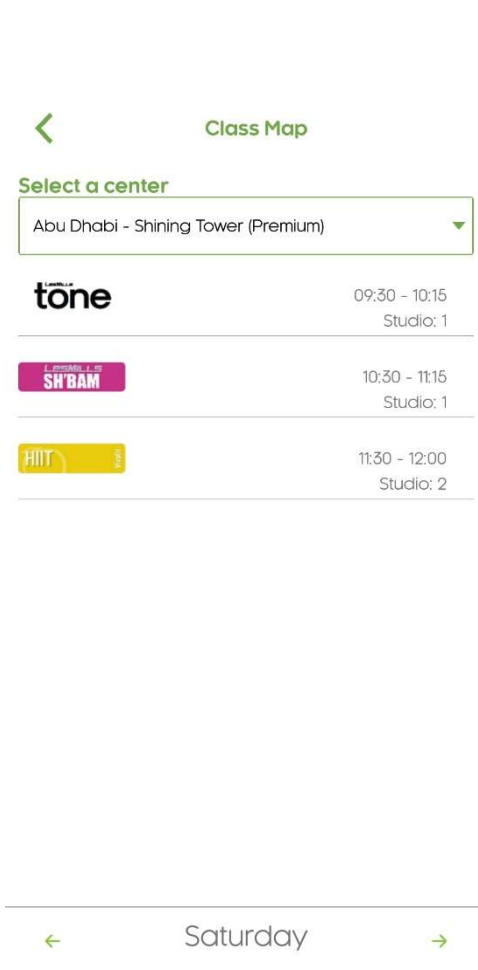 Class Map
Select a center
Abu Dhabi - Shining Tower (Premium)
LesMills
tone
09:30 - 10:15
Studio: 1
LESMILLS
SH'BAM
10:30 - 11:15
Studio: 1
HIIT
11:30 - 12:00
Studio: 2
Saturday